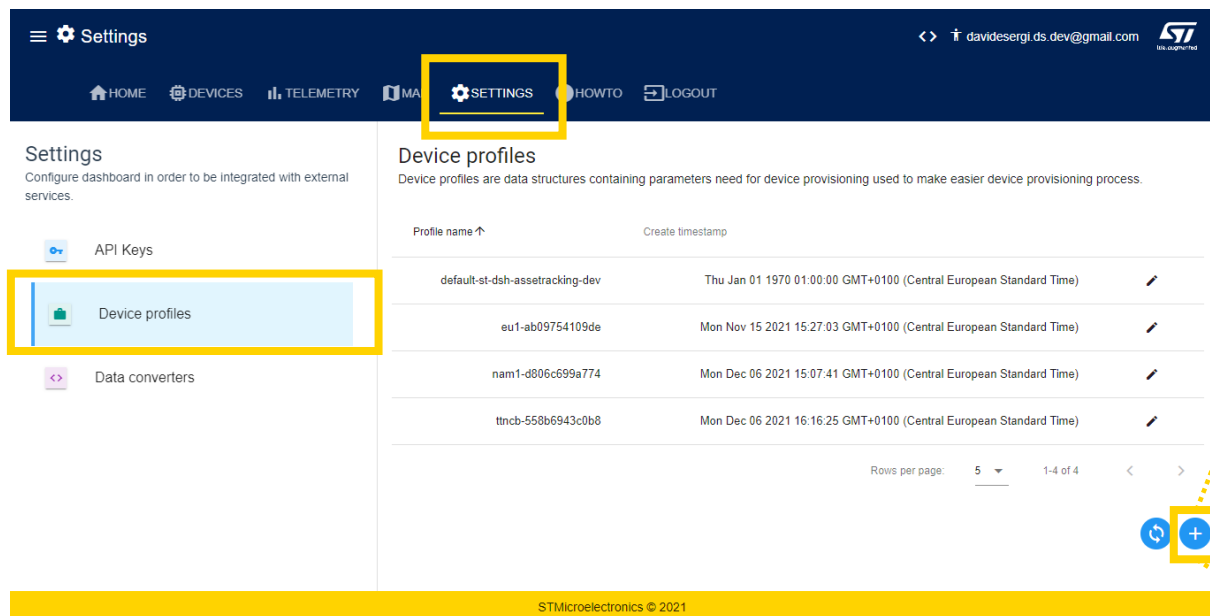 Settings
<> davidesergi.ds.dev@gmail.com
life.augmented
HOME DEVICES TELEMETRY MA SETTINGS HOWTO LOGOUT
Settings
Configure dashboard in order to be integrated with external
services.
API Keys
Device profiles
Data converters
Device profiles
Device profiles are data structures containing parameters need for device provisioning used to make easier device provisioning process.
Profile name↑ Create timestamp
default-st-dsh-assetracking-dev Thu Jan 01 1970 01:00:00 GMT+0100 (Central European Standard Time)
eu1-ab09754109de Mon Nov 15 2021 15:27:03 GMT+0100 (Central European Standard Time)
nam1-d806c699a774 Mon Dec 06 2021 15:07:41 GMT+0100 (Central European Standard Time)
ttncb-558b6943c0b8 Mon Dec 06 2021 16:16:25 GMT+0100 (Central European Standard Time)
Rows per page: 5 1-4 of 4 < >
STMicroelectronics © 2021